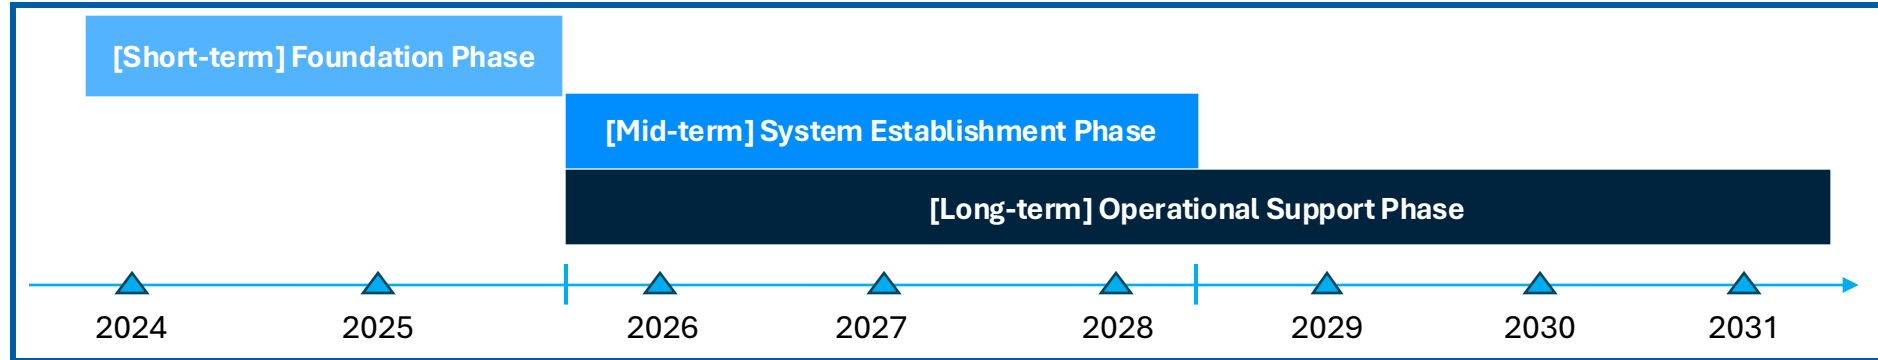 [Short-term] Foundation Phase
[Mid-term] System Establishment Phase
[Long-term] Operational Support Phase
2024 2025 2026 2027 2028 2029 2030 2031